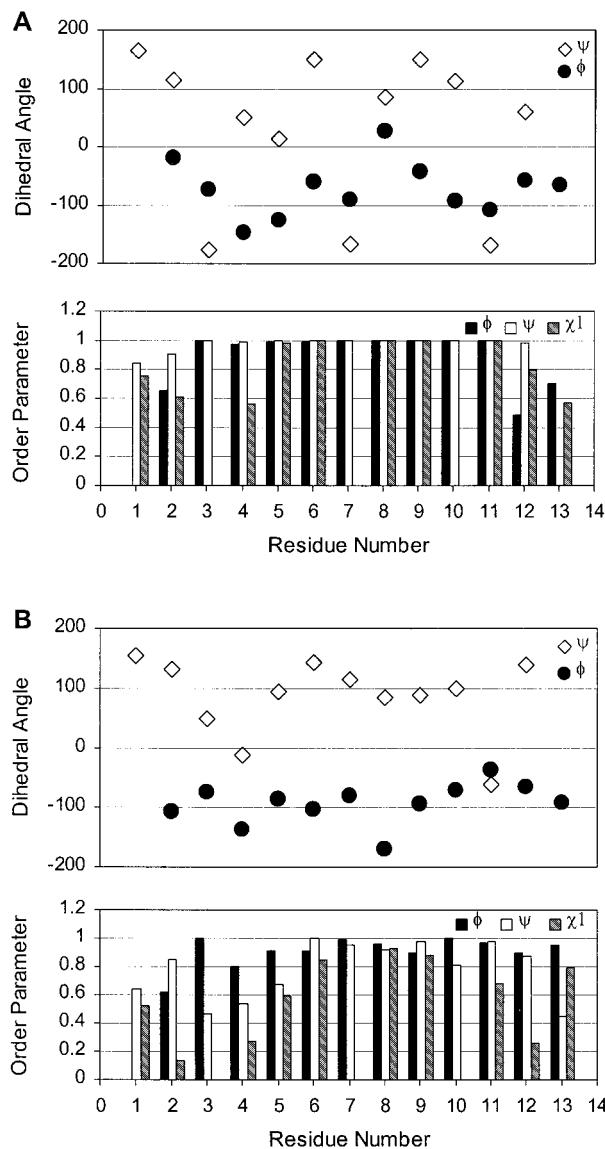 A
200
100
0
-100
-200
Dihedral Angle
ψ
ϕ
1.2
1
0.8
0.6
0.4
0.2
0
Order Parameter
ϕ ψ χ1
0 1 2 3 4 5 6 7 8 9 10 11 12 13 14
Residue Number
B
200
100
0
-100
-200
Dihedral Angle
ψ
ϕ
1.2
1
0.8
0.6
0.4
0.2
0
Order Parameter
ϕ ψ χ1
0 1 2 3 4 5 6 7 8 9 10 11 12 13 14
Residue Number